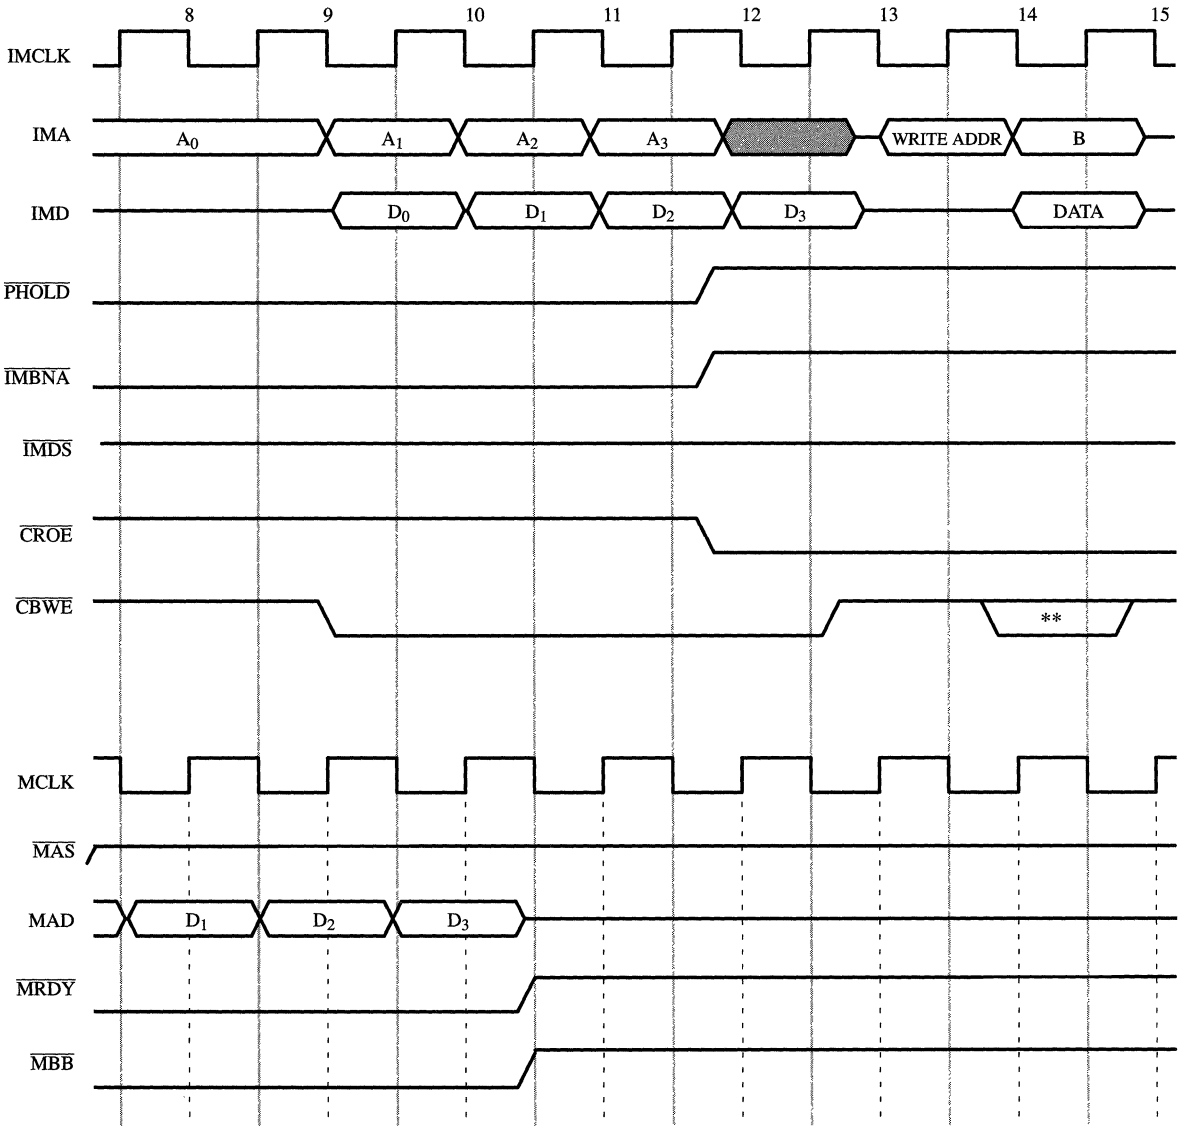 8 9 10 11 12 13 14 15
IMCLK
IMA A₀ A₁ A₂ A₃ WRITE ADDR B
IMD D₀ D₁ D₂ D₃ DATA
PHOLD
IMBNA
IMDS
CROE
CBWE **
MCLK
MAS
MAD D₁ D₂ D₃
MRDY
MBB